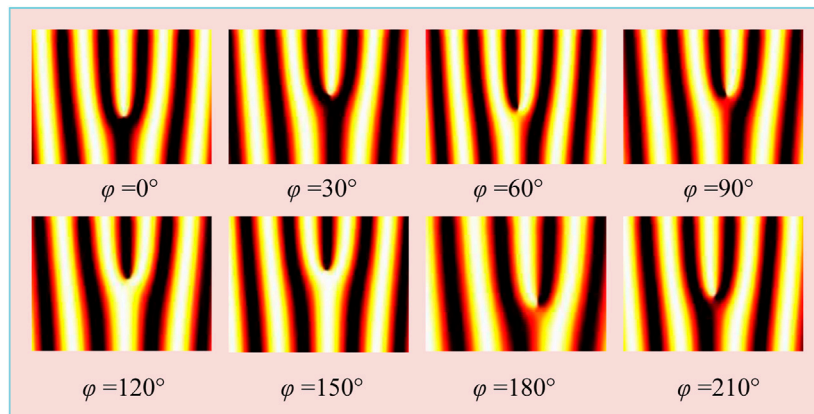 φ =0° φ =30° φ =60° φ =90°
φ =120° φ =150° φ =180° φ =210°